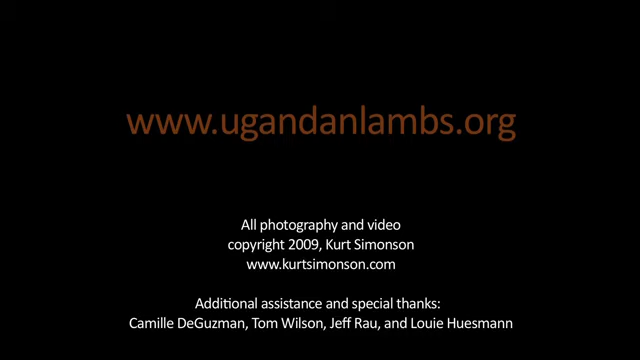 www.ugandanlambs.org
All photography and video
copyright 2009, Kurt Simonson
www.kurtsimonson.com
Additional assistance and special thanks:
Camille DeGuzman, Tom Wilson, Jeff Rau, and Louie Huesmann